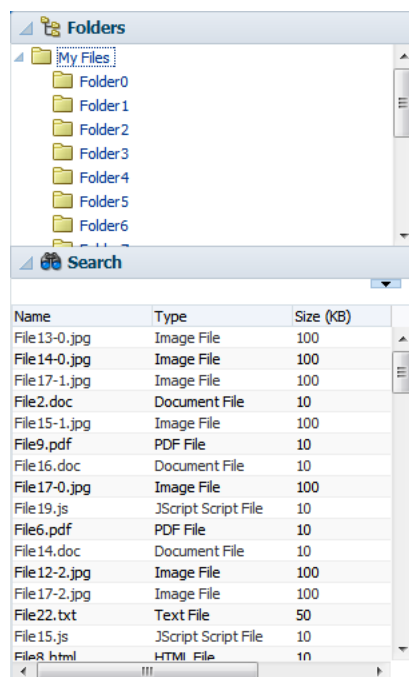 Folders
My Files
Folder0
Folder1
Folder2
Folder3
Folder4
Folder5
Folder6
Search
Name Type Size (KB)
File13-0.jpg Image File 100
File14-0.jpg Image File 100
File17-1.jpg Image File 100
File2.doc Document File 10
File15-1.jpg Image File 100
File9.pdf PDF File 10
File16.doc Document File 10
File17-0.jpg Image File 100
File19.js JScript Script File 10
File6.pdf PDF File 10
File14.doc Document File 10
File12-2.jpg Image File 100
File17-2.jpg Image File 100
File22.txt Text File 50
File15.js JScript Script File 10
File8.html HTML File 10